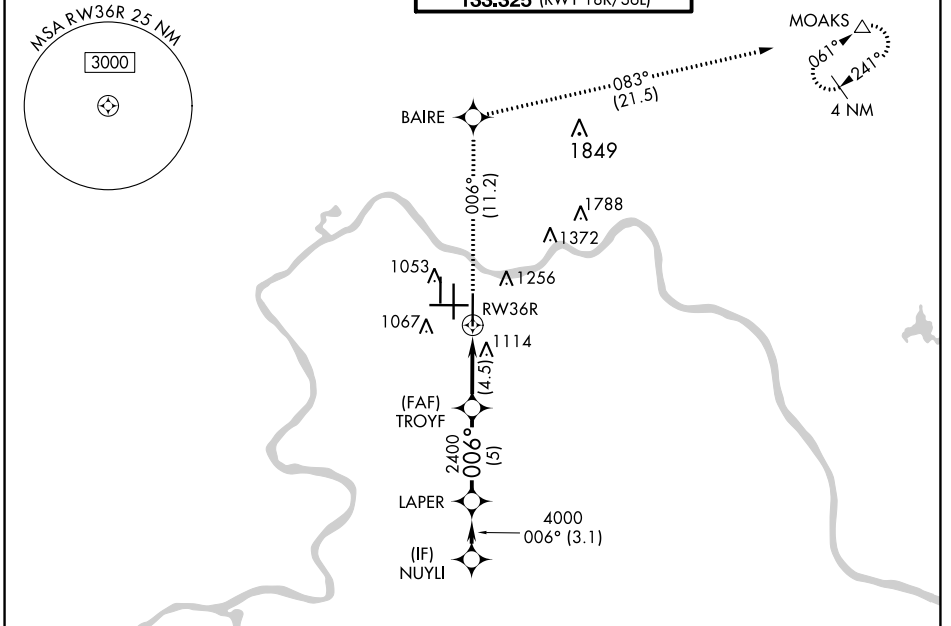 133.325 (RWY 18R/36L)
MSA RW36R 25 NM
3000
MOAKS
061°
241°
4 NM
083°
(21.5)
BAIRE
1849
006°
(11.2)
1788
1372
1053
1256
RW36R
1067
1114
(4.5)
(FAF)
TROYF
2400
006°
(5)
LAPER
4000
006° (3.1)
(IF)
NUYLI